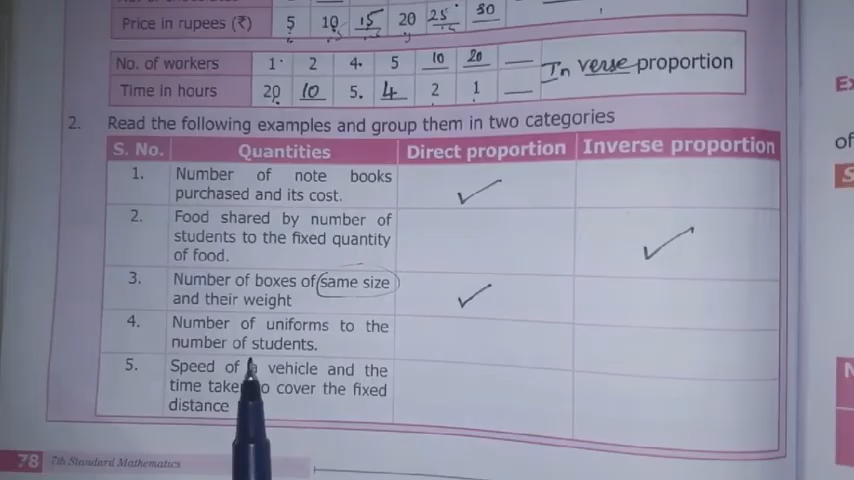 Price in rupees (₹) 5 10 15 20 25 30
No. of workers 1 2 4 5 10 20
Time in hours 20 10 5 4 2 1
In verse proportion
2. Read the following examples and group them in two categories
S. No. Quantities Direct proportion Inverse proportion
1. Number of note books
purchased and its cost.
2. Food shared by number of
students to the fixed quantity
of food.
3. Number of boxes of same size
and their weight
4. Number of uniforms to the
number of students.
5. Speed of a vehicle and the
time take to cover the fixed
distance
78 7th Standard Mathematics
of